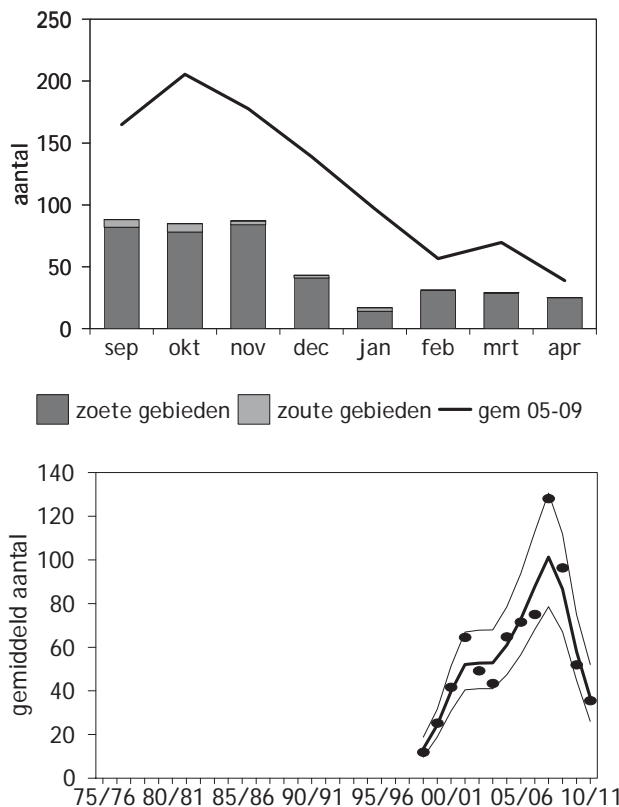 250
200
150
100
50
0
aantal
sep okt nov dec jan feb mrt apr
zoete gebieden zoute gebieden gem 05-09
140
120
100
80
60
40
20
0
gemiddeld aantal
75/76 80/81 85/86 90/91 95/96 00/01 05/06 10/11